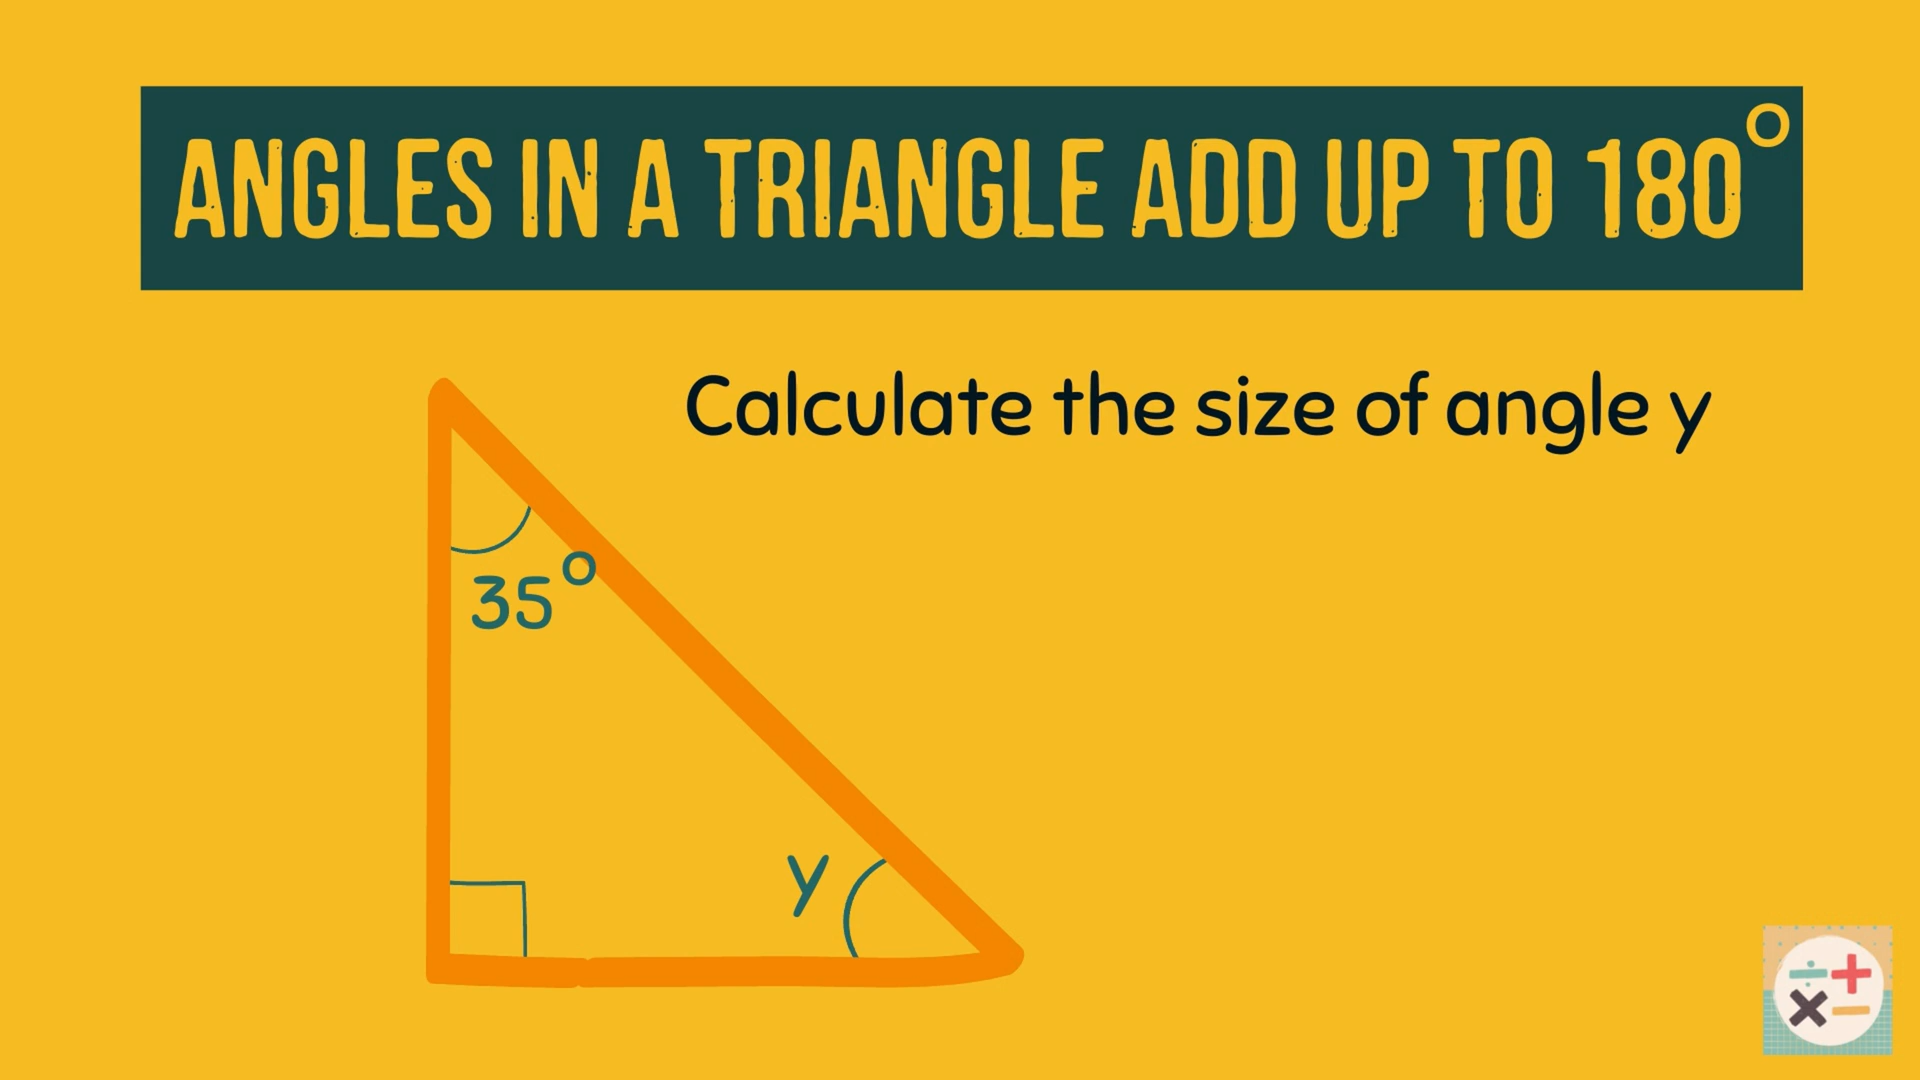 ANGLES IN A TRIANGLE ADD UP TO 180°
Calculate the size of angle y
35°
y